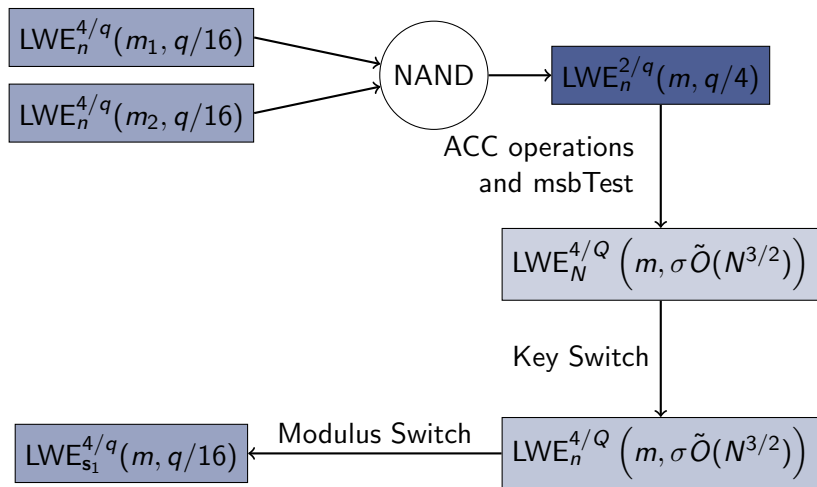 LWE_n^{4/q}(m_1, q/16)
LWE_n^{4/q}(m_2, q/16)
NAND
LWE_n^{2/q}(m, q/4)
ACC operations
and msbTest
LWE_N^{4/Q} (m, σÕ(N^{3/2}))
Key Switch
LWE_n^{4/Q} (m, σÕ(N^{3/2}))
Modulus Switch
LWE_{s_1}^{4/q}(m, q/16)